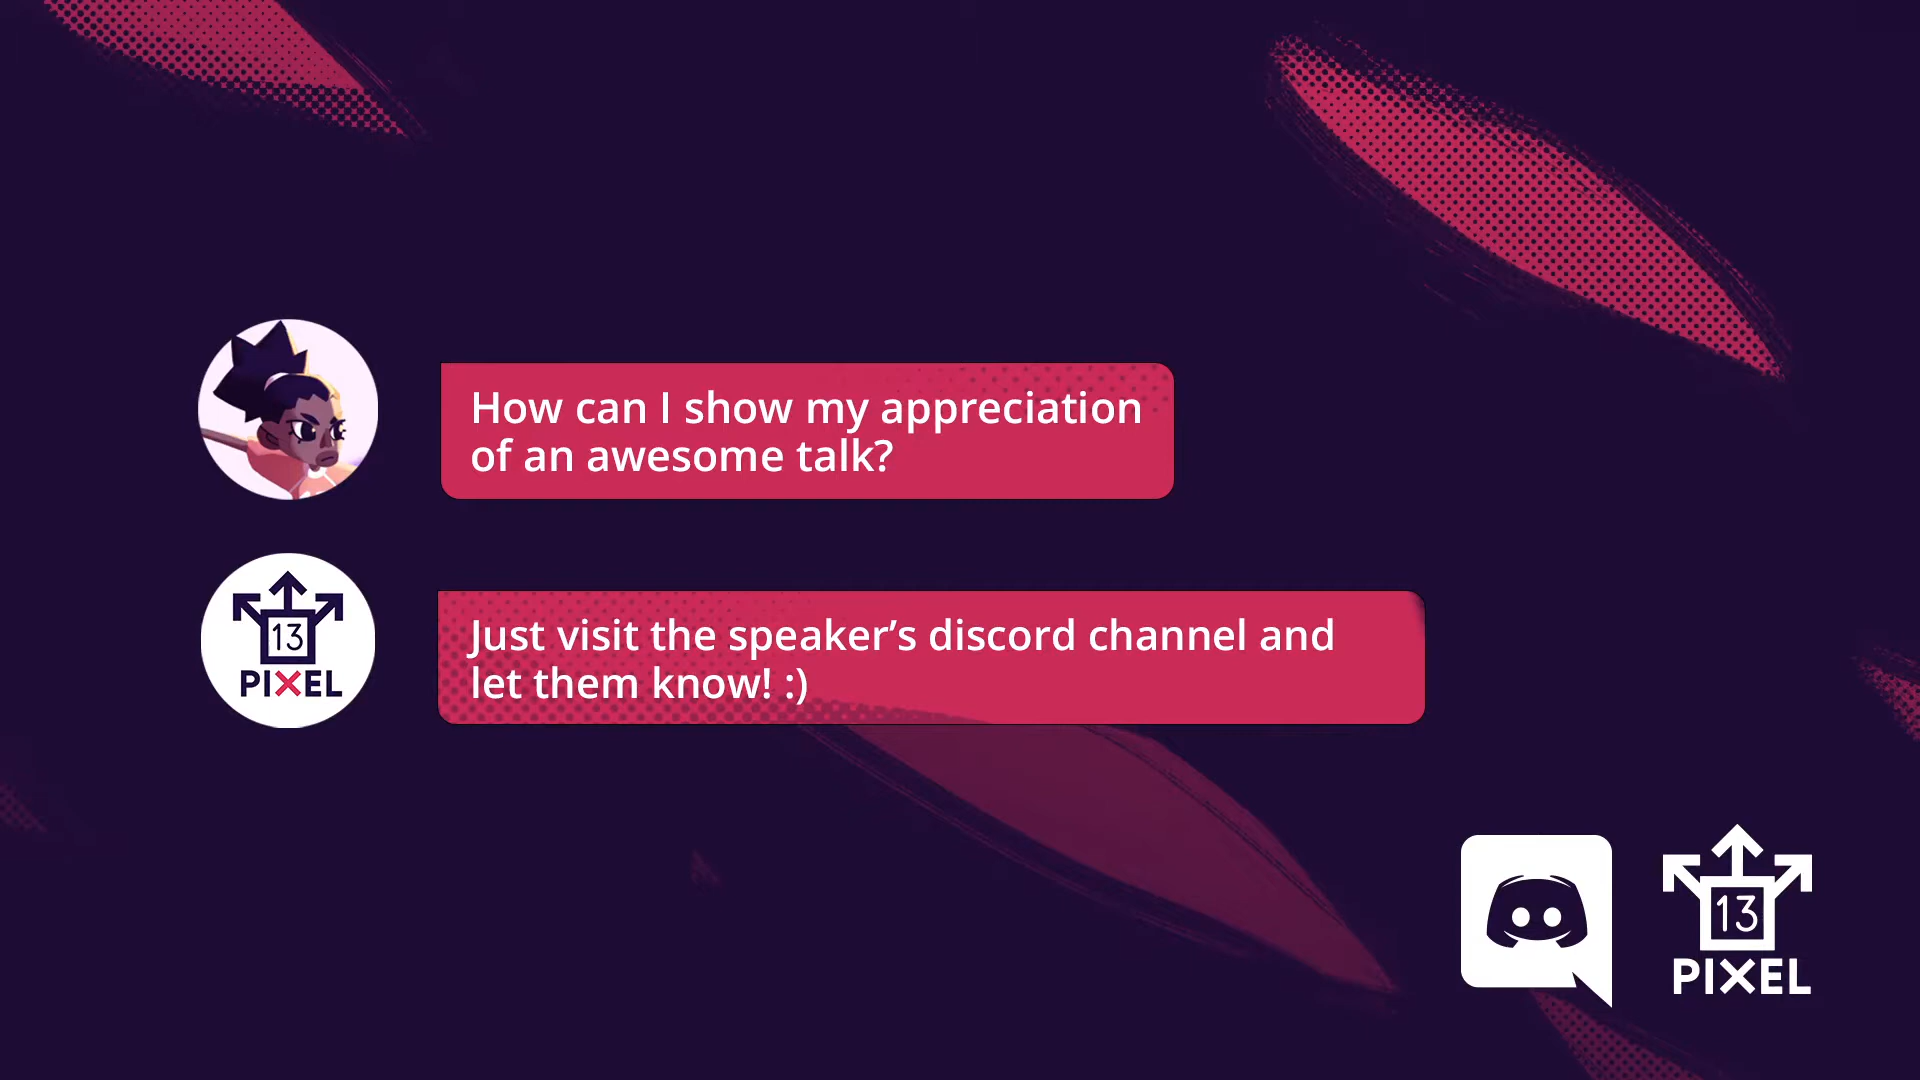 How can I show my appreciation
of an awesome talk?
13
PIXEL
Just visit the speaker’s discord channel and
let them know! :)
13
PIXEL